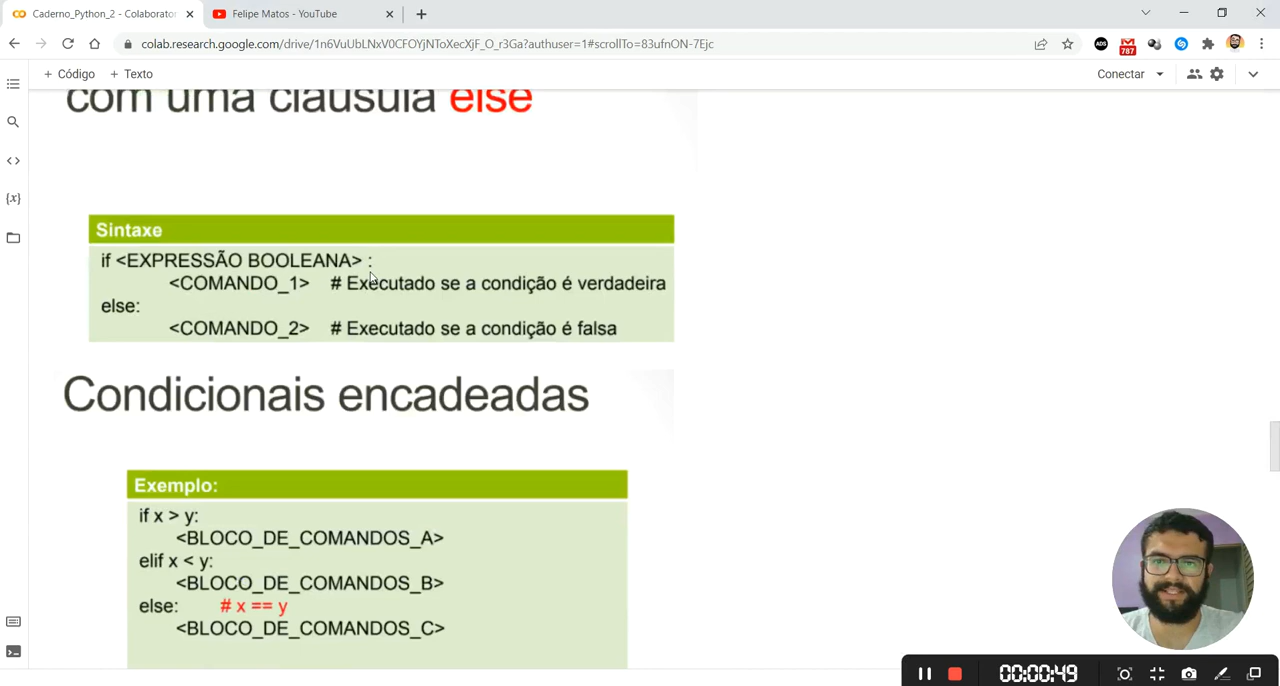 Caderno_Python_2 - Colaborator
Felipe Matos - YouTube
colab.research.google.com/drive/1n6VuUbLNxV0CFOYjNToXecXjF_O_r3Ga?authuser=1#scrollTo=83ufnON-7Ejc
ADS
787
+ Código + Texto
Conectar
com uma cláusula else
Sintaxe
if <EXPRESSÃO BOOLEANA> :
<COMANDO_1> # Executado se a condição é verdadeira
else:
<COMANDO_2> # Executado se a condição é falsa
Condicionais encadeadas
Exemplo:
if x > y:
<BLOCO_DE_COMANDOS_A>
elif x < y:
<BLOCO_DE_COMANDOS_B>
else: # x == y
<BLOCO_DE_COMANDOS_C>
00:00:49